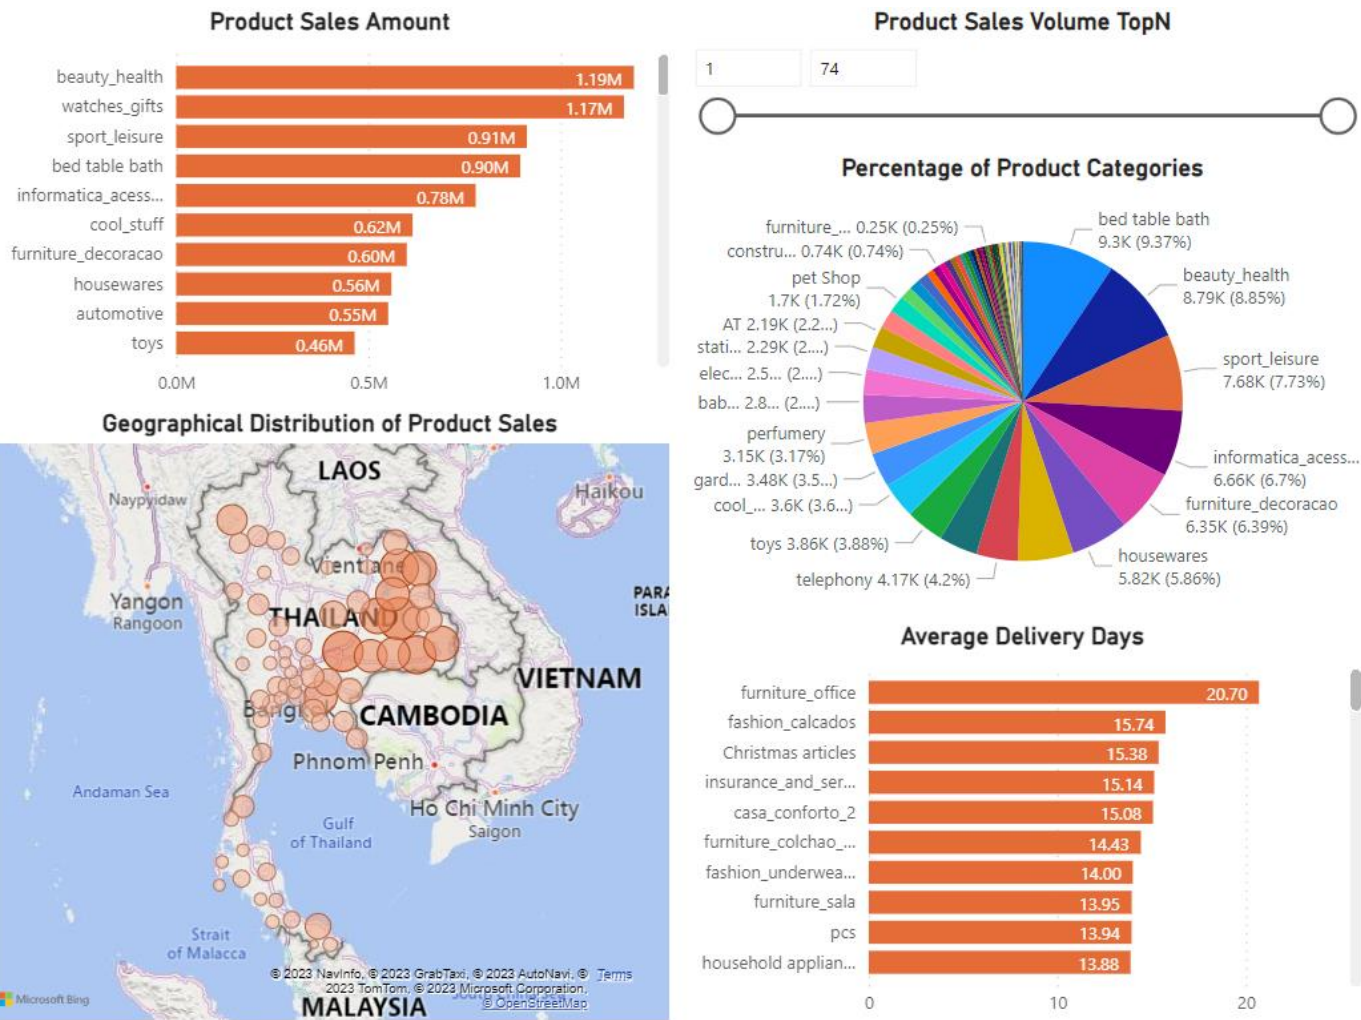 Product Sales Amount
beauty_health 1.19M
watches_gifts 1.17M
sport_leisure 0.91M
bed table bath 0.90M
informatica_acess... 0.78M
cool_stuff 0.62M
furniture_decoracao 0.60M
housewares 0.56M
automotive 0.55M
toys 0.46M
0.0M 0.5M 1.0M
Product Sales Volume TopN
1 74
Percentage of Product Categories
bed table bath
9.3K (9.37%)
beauty_health
8.79K (8.85%)
sport_leisure
7.68K (7.73%)
informatica_acess...
6.66K (6.7%)
furniture_decoracao
6.35K (6.39%)
housewares
5.82K (5.86%)
telephony 4.17K (4.2%)
toys 3.86K (3.88%)
cool_... 3.6K (3.6...)
gard... 3.48K (3.5...)
perfumery
3.15K (3.17%)
bab... 2.8... (2....)
elec... 2.5... (2....)
stati... 2.29K (2....)
AT 2.19K (2.2...)
pet Shop
1.7K (1.72%)
constru... 0.74K (0.74%)
furniture_... 0.25K (0.25%)
Geographical Distribution of Product Sales
LAOS
Naypyidaw
Haikou
Vientiane
Yangon
Rangoon
THAILAND
PARA
ISLA
VIETNAM
Bangkok
CAMBODIA
Phnom Penh
Andaman Sea
Ho Chi Minh City
Saigon
Gulf
of Thailand
Strait
of Malacca
© 2023 NavInfo, © 2023 GrabTaxi, © 2023 AutoNavi, © Terms
2023 TomTom, © 2023 Microsoft Corporation,
© OpenStreetMap
South China Sea
Microsoft Bing
MALAYSIA
Average Delivery Days
furniture_office 20.70
fashion_calcados 15.74
Christmas articles 15.38
insurance_and_ser... 15.14
casa_conforto_2 15.08
furniture_colchao_... 14.43
fashion_underwea... 14.00
furniture_sala 13.95
pcs 13.94
household applian... 13.88
0 10 20